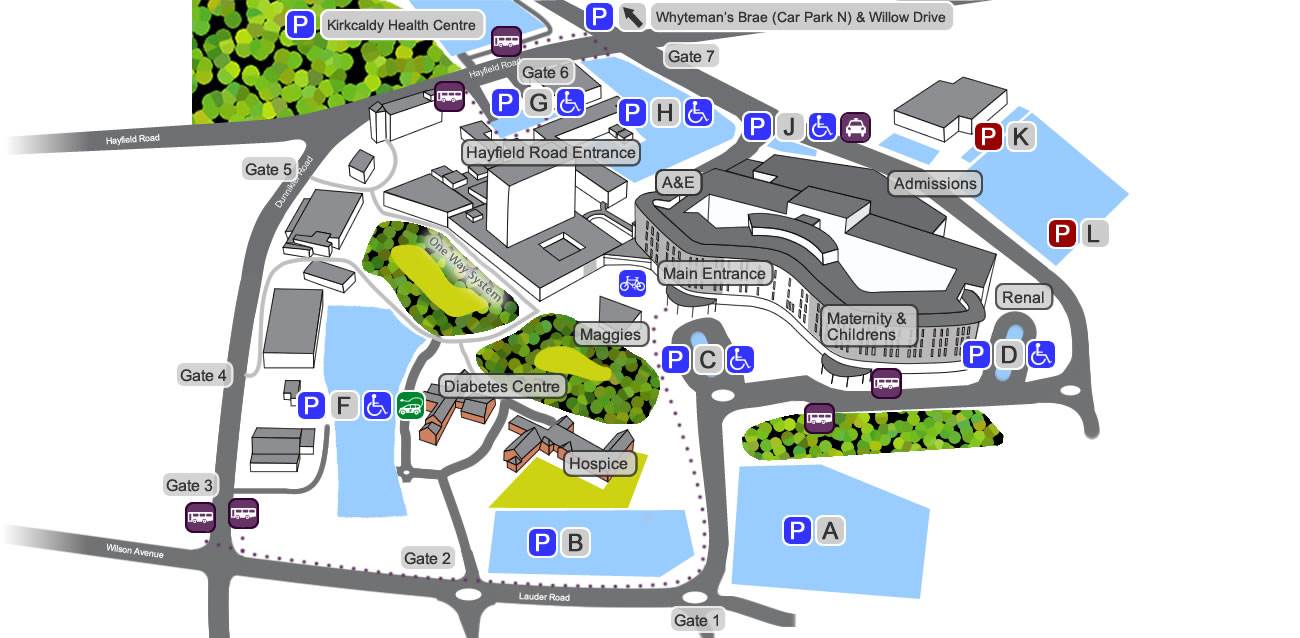 P Kirkcaldy Health Centre
P Whyteman's Brae (Car Park N) & Willow Drive
Gate 7
Hayfield Road
Gate 6
P G
P H
P J
P K
Hayfield Road
Hayfield Road Entrance
Gate 5
Dunnikier Road
A&E
Admissions
P L
One Way System
Main Entrance
Renal
Maggies
Maternity &
Childrens
P C
P D
Gate 4
Diabetes Centre
P F
Hospice
Gate 3
P A
P B
Wilson Avenue
Gate 2
Lauder Road
Gate 1